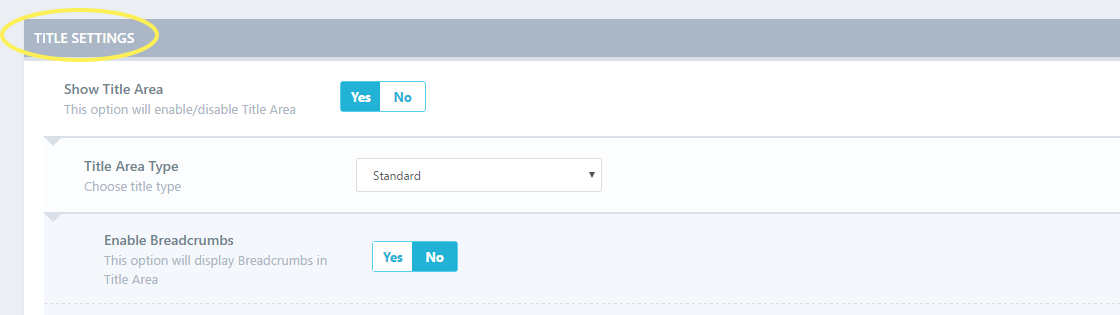 TITLE SETTINGS
Show Title Area
This option will enable/disable Title Area
Yes No
Title Area Type
Choose title type
Standard
Enable Breadcrumbs
This option will display Breadcrumbs in
Title Area
Yes No